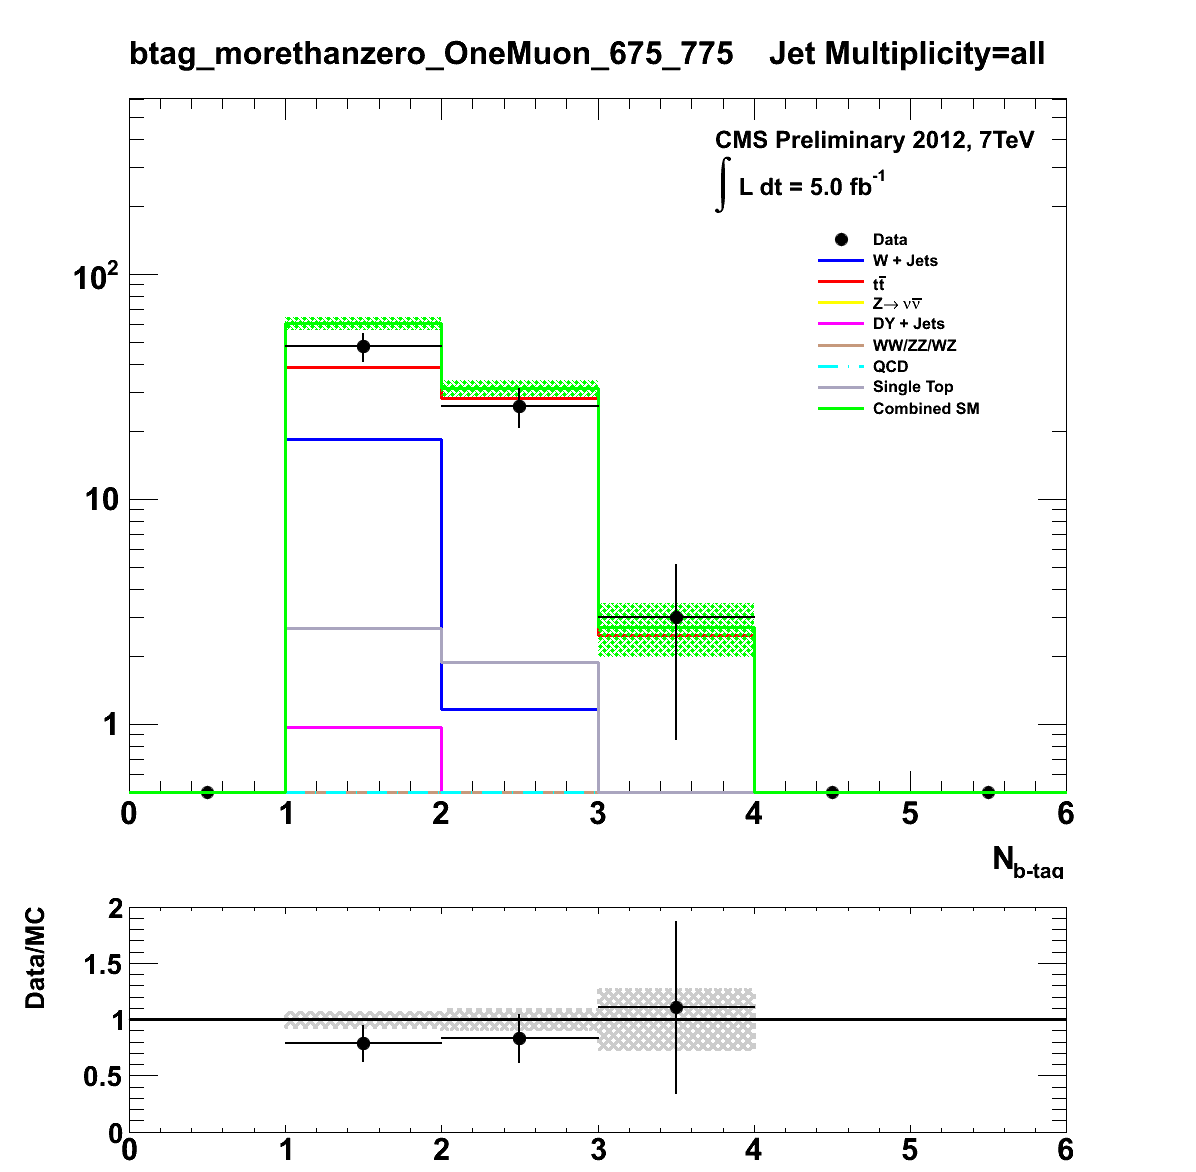 btag_morethanzero_OneMuon_675_775 Jet Multiplicity=all
CMS Preliminary 2012, 7TeV
∫ L dt = 5.0 fb⁻¹
Data
W + Jets
tt̅
Z→ νν̅
DY + Jets
WW/ZZ/WZ
QCD
Single Top
Combined SM
10²
10
1
0 1 2 3 4 5 6
N_b-tag
Data/MC
2
1.5
1
0.5
0
0 1 2 3 4 5 6